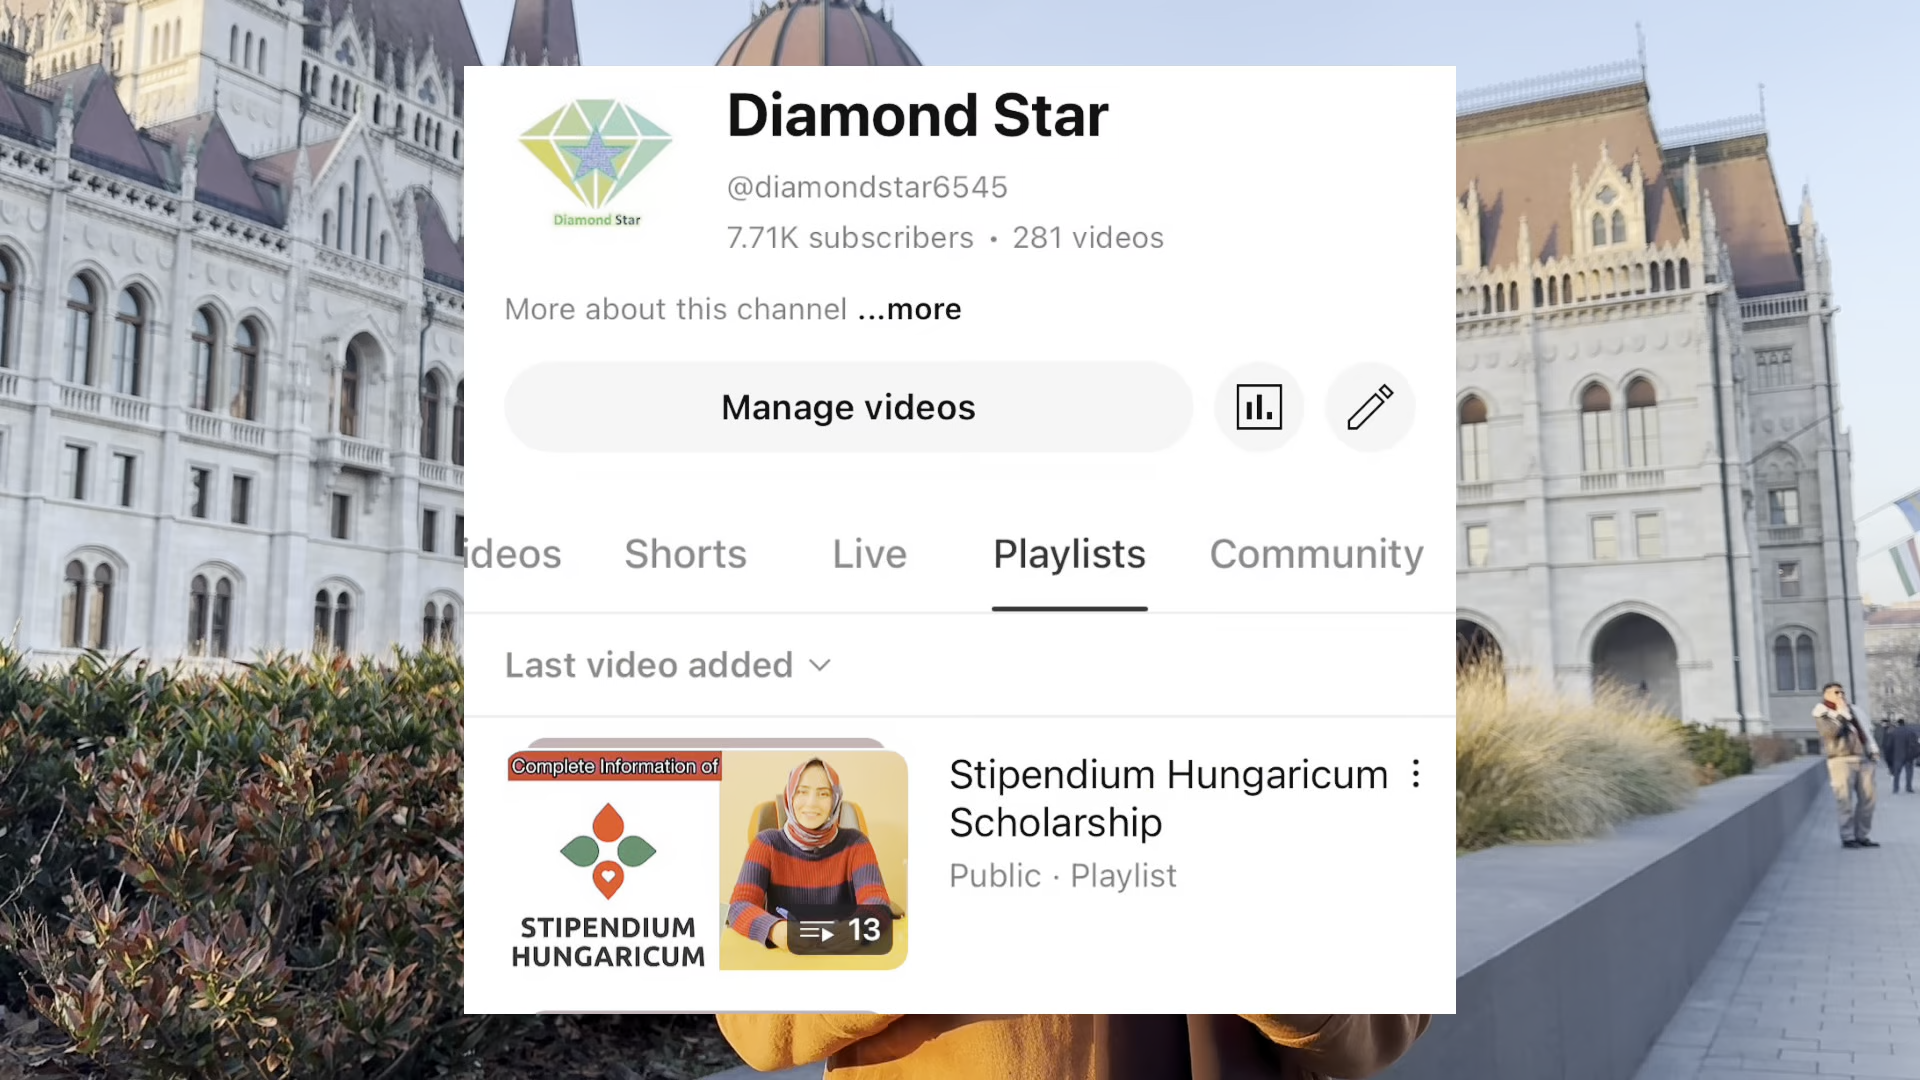 Diamond Star
Diamond Star
@diamondstar6545
7.71K subscribers • 281 videos
More about this channel ...more
Manage videos
ideos
Shorts
Live
Playlists
Community
Last video added
Complete Information of
STIPENDIUM
HUNGARICUM
13
Stipendium Hungaricum
Scholarship
Public · Playlist